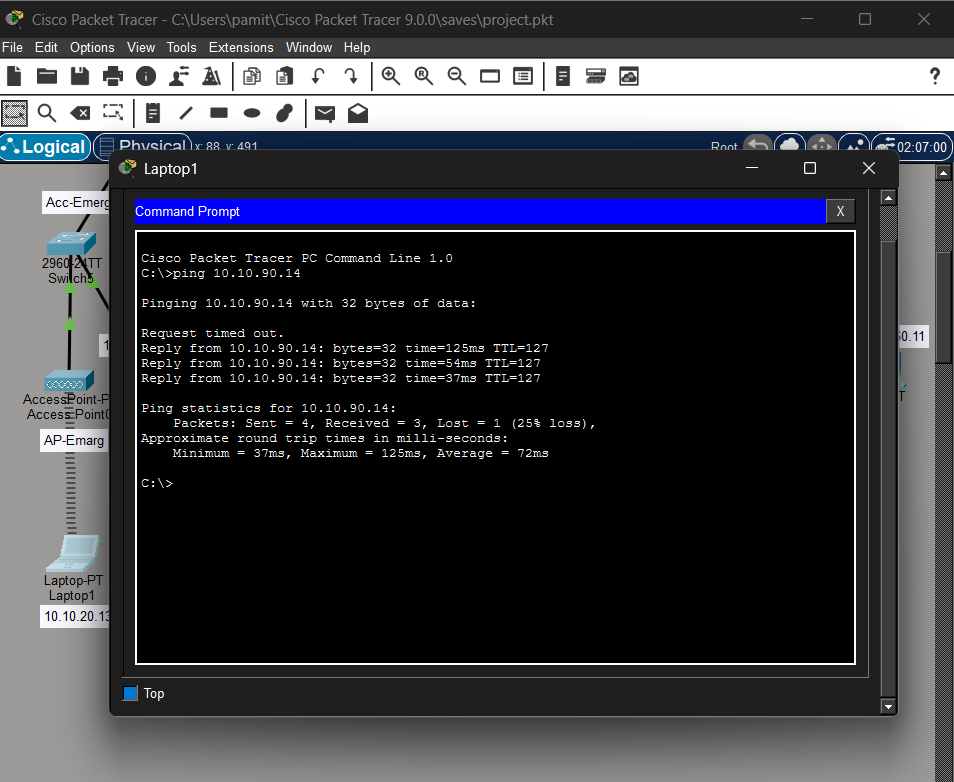 Cisco Packet Tracer - C:\Users\pamit\Cisco Packet Tracer 9.0.0\saves\project.pkt
File Edit Options View Tools Extensions Window Help
?
Logical Physical x: 88, y: 491 Root 02:07:00
Laptop1
Acc-Emerg
2960-24TT
Switch5
1
AccessPoint-P
Access Point0
AP-Emarg
Laptop-PT
Laptop1
10.10.20.13
60.11
T
Command Prompt X
Cisco Packet Tracer PC Command Line 1.0
C:\>ping 10.10.90.14
Pinging 10.10.90.14 with 32 bytes of data:
Request timed out.
Reply from 10.10.90.14: bytes=32 time=125ms TTL=127
Reply from 10.10.90.14: bytes=32 time=54ms TTL=127
Reply from 10.10.90.14: bytes=32 time=37ms TTL=127
Ping statistics for 10.10.90.14:
Packets: Sent = 4, Received = 3, Lost = 1 (25% loss),
Approximate round trip times in milli-seconds:
Minimum = 37ms, Maximum = 125ms, Average = 72ms
C:\>
Top